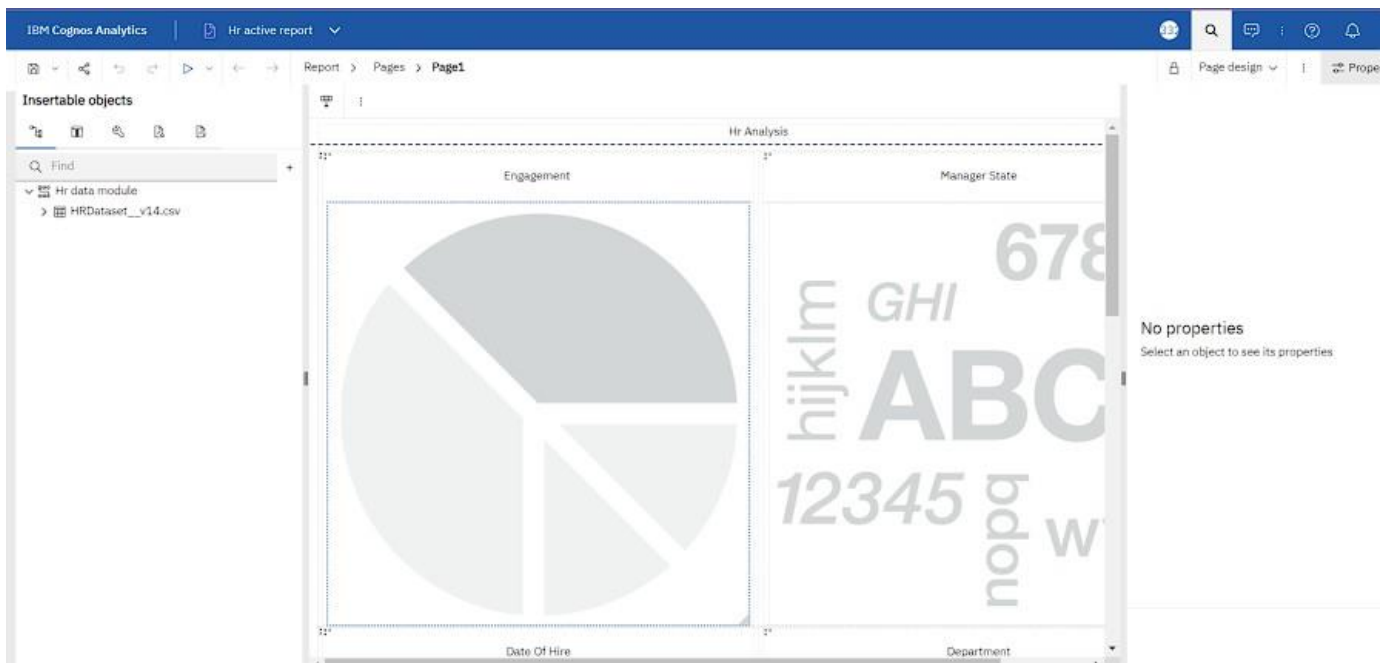 IBM Cognos Analytics
Hr active report
Report > Pages > Page1
Page design
Prope
Insertable objects
Find
Hr data module
HRDataset__v14.csv
Hr Analysis
Engagement
Manager State
678
hijklm
GHI
ABC
12345
nopq
W
No properties
Select an object to see its properties
Date Of Hire
Department